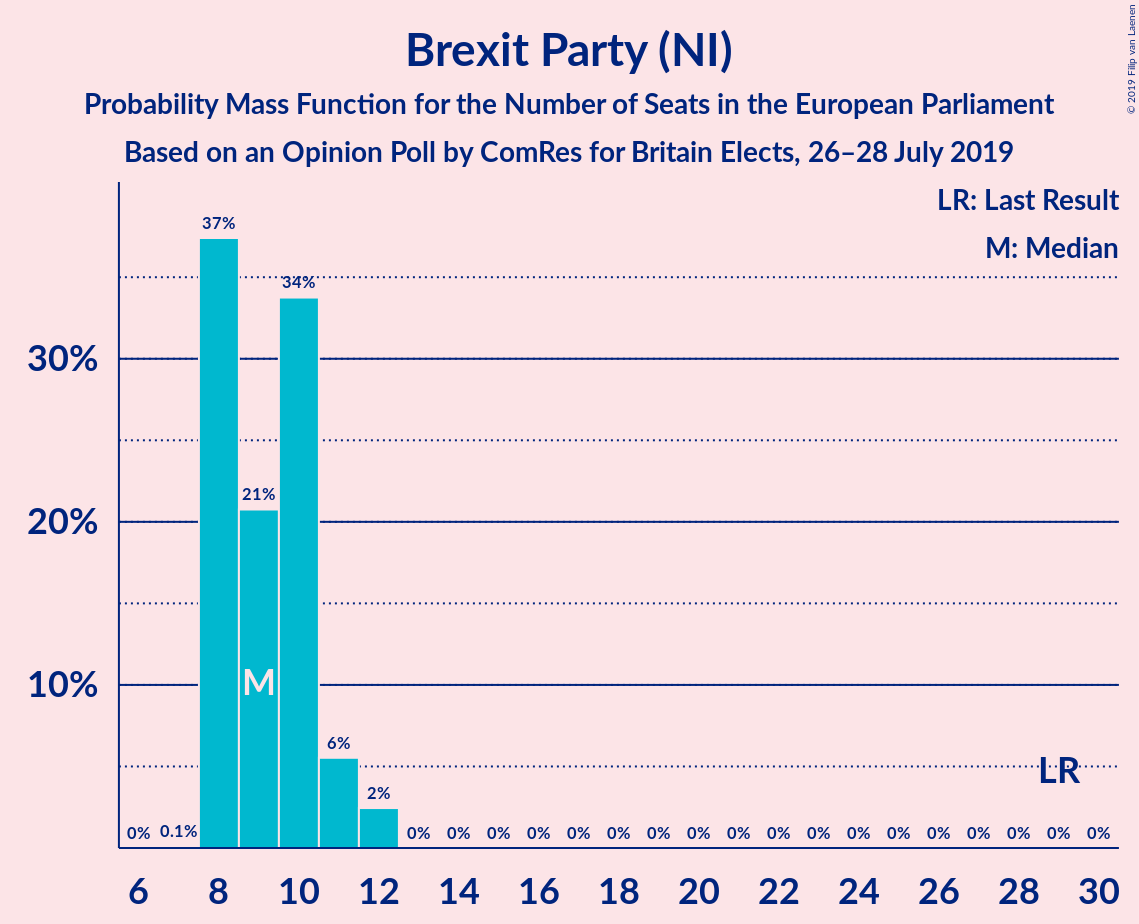 Brexit Party (NI)
Probability Mass Function for the Number of Seats in the European Parliament
Based on an Opinion Poll by ComRes for Britain Elects, 26–28 July 2019
© 2019 Filip van Laenen
LR: Last Result
M: Median
37%
34%
30%
21%
20%
M
10%
6%
LR
2%
0% 0.1% 0% 0% 0% 0% 0% 0% 0% 0% 0% 0% 0% 0% 0% 0% 0% 0% 0% 0%
6 8 10 12 14 16 18 20 22 24 26 28 30